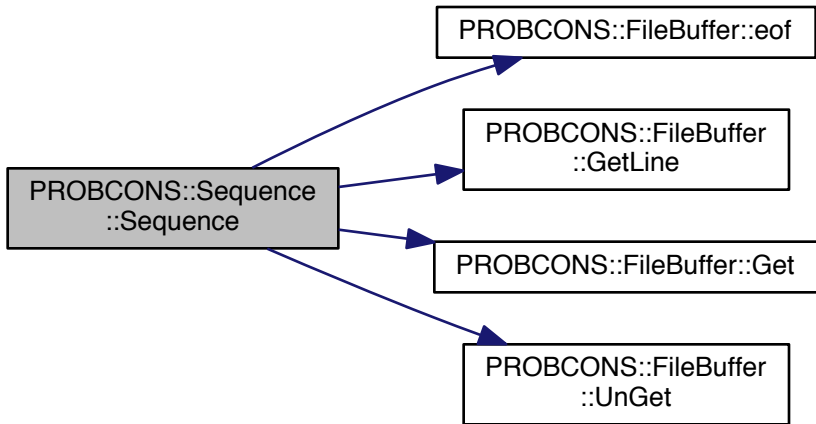 PROBCONS::FileBuffer::eof
PROBCONS::FileBuffer
::GetLine
PROBCONS::Sequence
::Sequence
PROBCONS::FileBuffer::Get
PROBCONS::FileBuffer
::UnGet